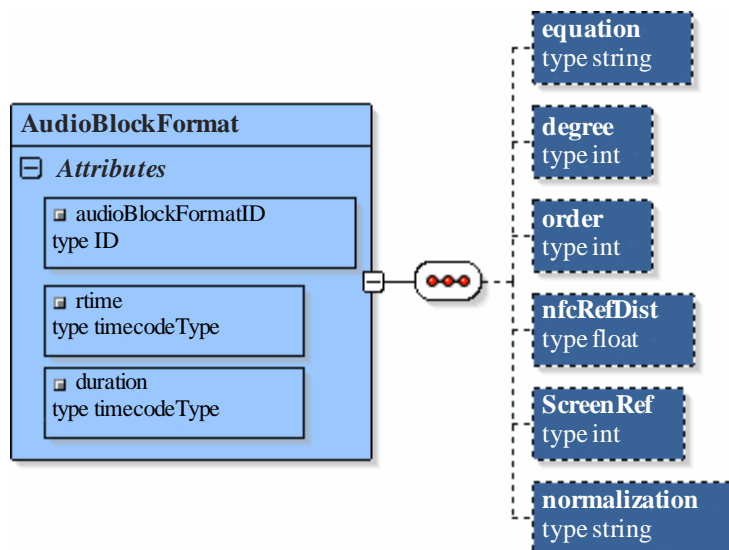 AudioBlockFormat
Attributes
audioBlockFormatID
type ID
rtime
type timecodeType
duration
type timecodeType
equation
type string
degree
type int
order
type int
nfcRefDist
type float
ScreenRef
type int
normalization
type string